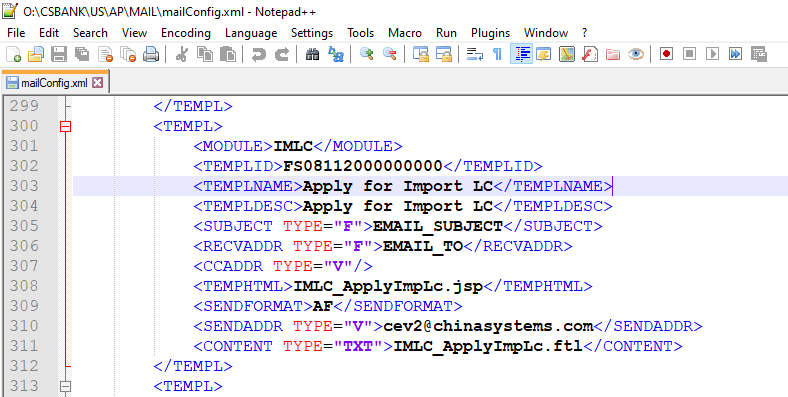 O:\CSBANK\US\AP\MAIL\mailConfig.xml - Notepad++
File Edit Search View Encoding Language Settings Tools Macro Run Plugins Window ?
mailConfig.xml
299 </TEMPL>
300 <TEMPL>
301 <MODULE>IMLC</MODULE>
302 <TEMPLID>FS08112000000000</TEMPLID>
303 <TEMPLNAME>Apply for Import LC</TEMPLNAME>
304 <TEMPLDESC>Apply for Import LC</TEMPLDESC>
305 <SUBJECT TYPE="F">EMAIL_SUBJECT</SUBJECT>
306 <RECVADDR TYPE="F">EMAIL_TO</RECVADDR>
307 <CCADDR TYPE="V"/>
308 <TEMPHTML>IMLC_ApplyImpLc.jsp</TEMPHTML>
309 <SENDFORMAT>AF</SENDFORMAT>
310 <SENDADDR TYPE="V">cev2@chinasystems.com</SENDADDR>
311 <CONTENT TYPE="TXT">IMLC_ApplyImpLc.ftl</CONTENT>
312 </TEMPL>
313 <TEMPL>